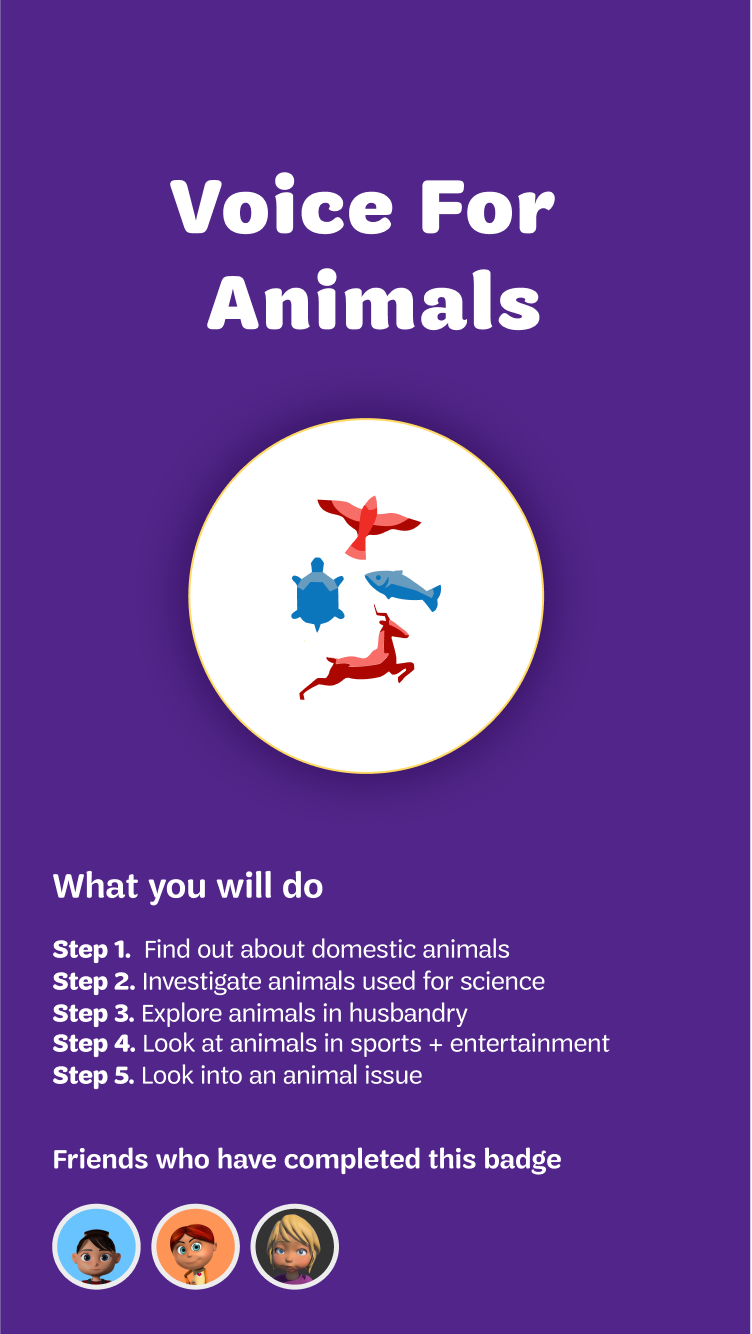 Voice For
Animals
What you will do
Step 1. Find out about domestic animals
Step 2. Investigate animals used for science
Step 3. Explore animals in husbandry
Step 4. Look at animals in sports + entertainment
Step 5. Look into an animal issue
Friends who have completed this badge